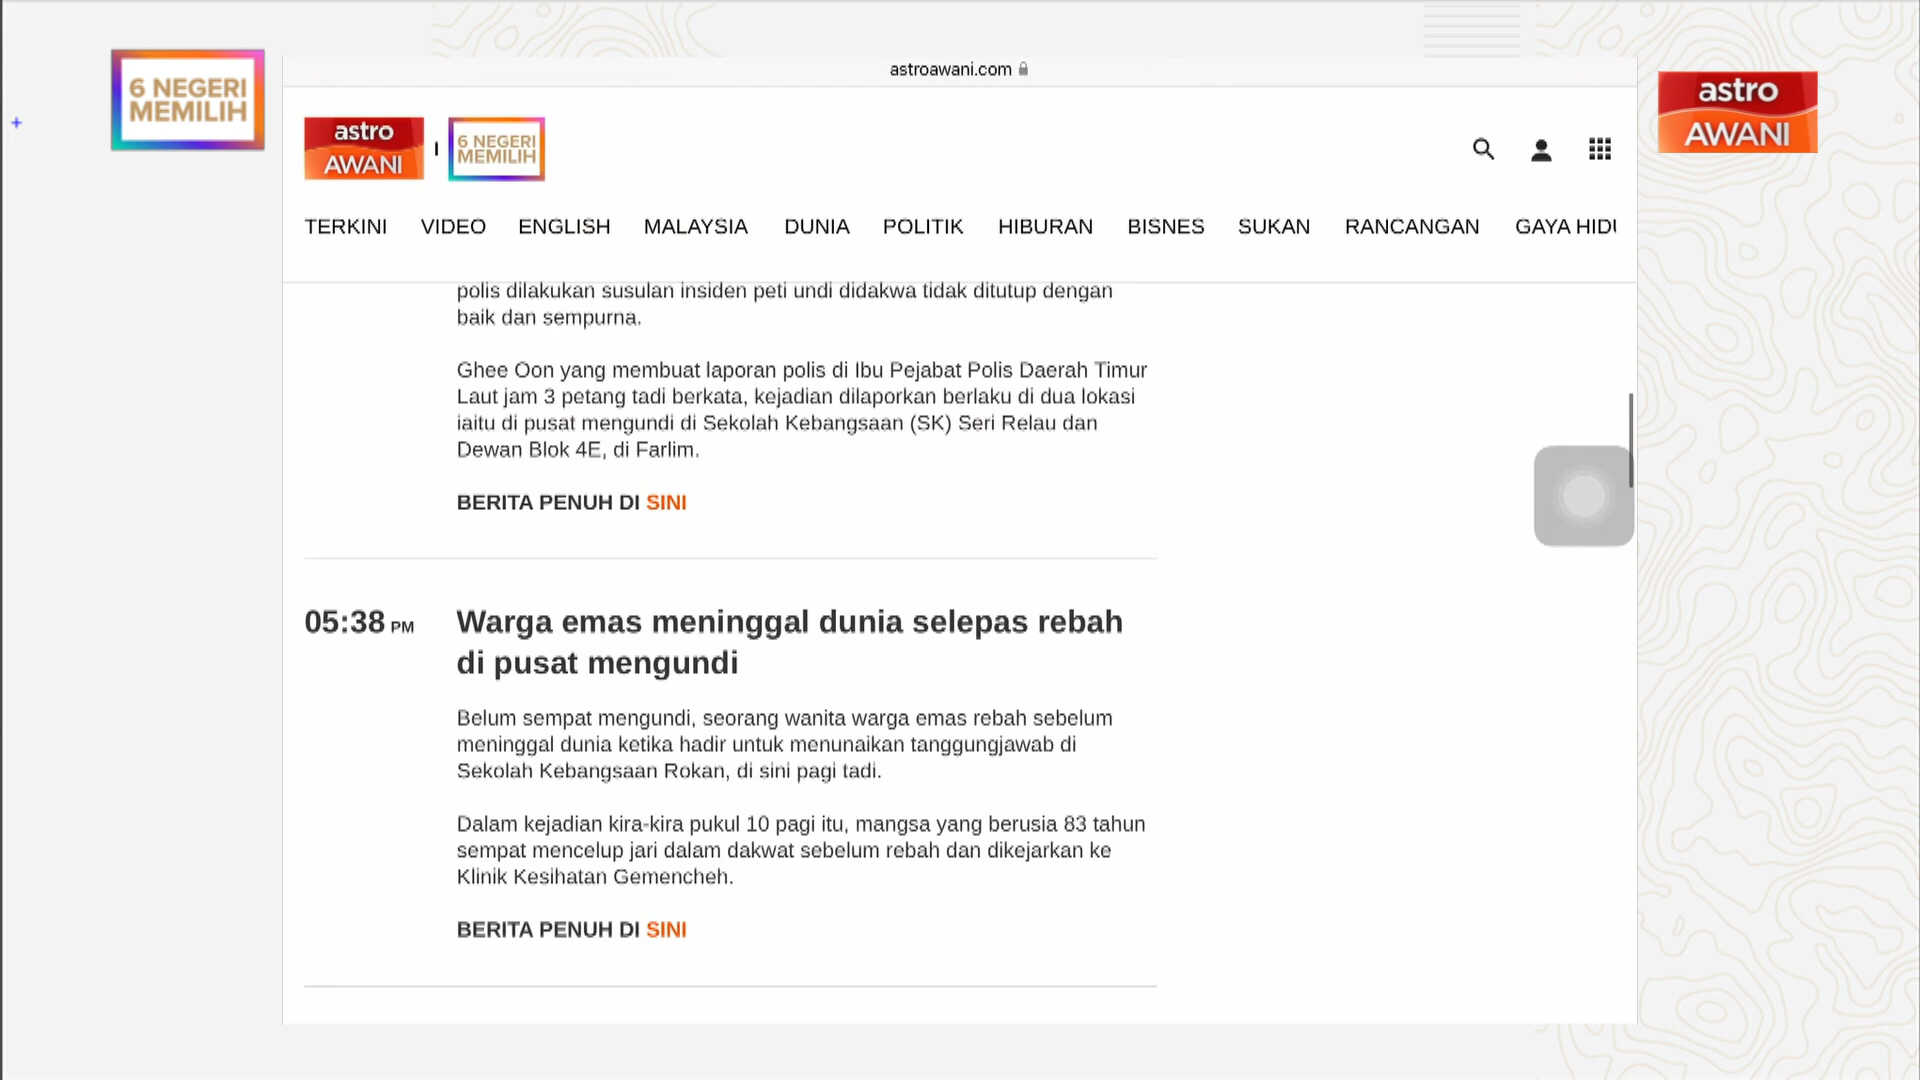 6 NEGERI
MEMILIH
astroawani.com
astro
AWANI
astro
AWANI
6 NEGERI
MEMILIH
TERKINI VIDEO ENGLISH MALAYSIA DUNIA POLITIK HIBURAN BISNES SUKAN RANCANGAN GAYA HIDU
polis dilakukan susulan insiden peti undi didakwa tidak ditutup dengan
baik dan sempurna.
Ghee Oon yang membuat laporan polis di Ibu Pejabat Polis Daerah Timur
Laut jam 3 petang tadi berkata, kejadian dilaporkan berlaku di dua lokasi
iaitu di pusat mengundi di Sekolah Kebangsaan (SK) Seri Relau dan
Dewan Blok 4E, di Farlim.
BERITA PENUH DI SINI
05:38 PM
Warga emas meninggal dunia selepas rebah
di pusat mengundi
Belum sempat mengundi, seorang wanita warga emas rebah sebelum
meninggal dunia ketika hadir untuk menunaikan tanggungjawab di
Sekolah Kebangsaan Rokan, di sini pagi tadi.
Dalam kejadian kira-kira pukul 10 pagi itu, mangsa yang berusia 83 tahun
sempat mencelup jari dalam dakwat sebelum rebah dan dikejarkan ke
Klinik Kesihatan Gemencheh.
BERITA PENUH DI SINI